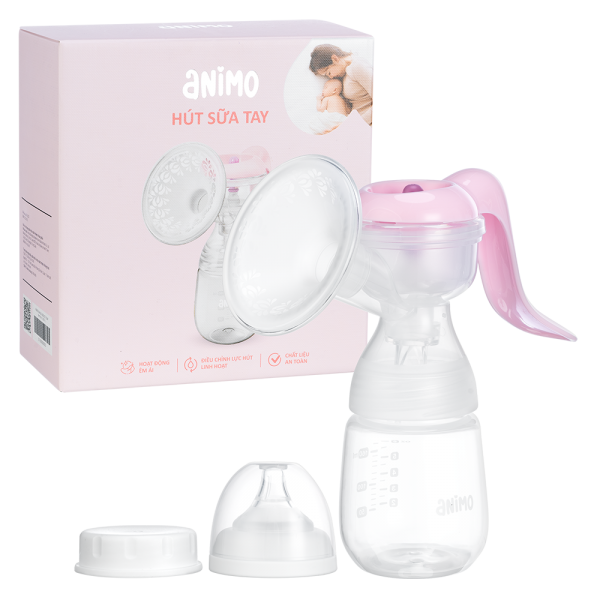 ANIMO
ANIMO
HÚT SỮA TAY
HOẠT ĐỘNG
ÊM ÁI
ĐIỀU CHỈNH LỰC HÚT
LINH HOẠT
CHẤT LIỆU
AN TOÀN
ANIMO